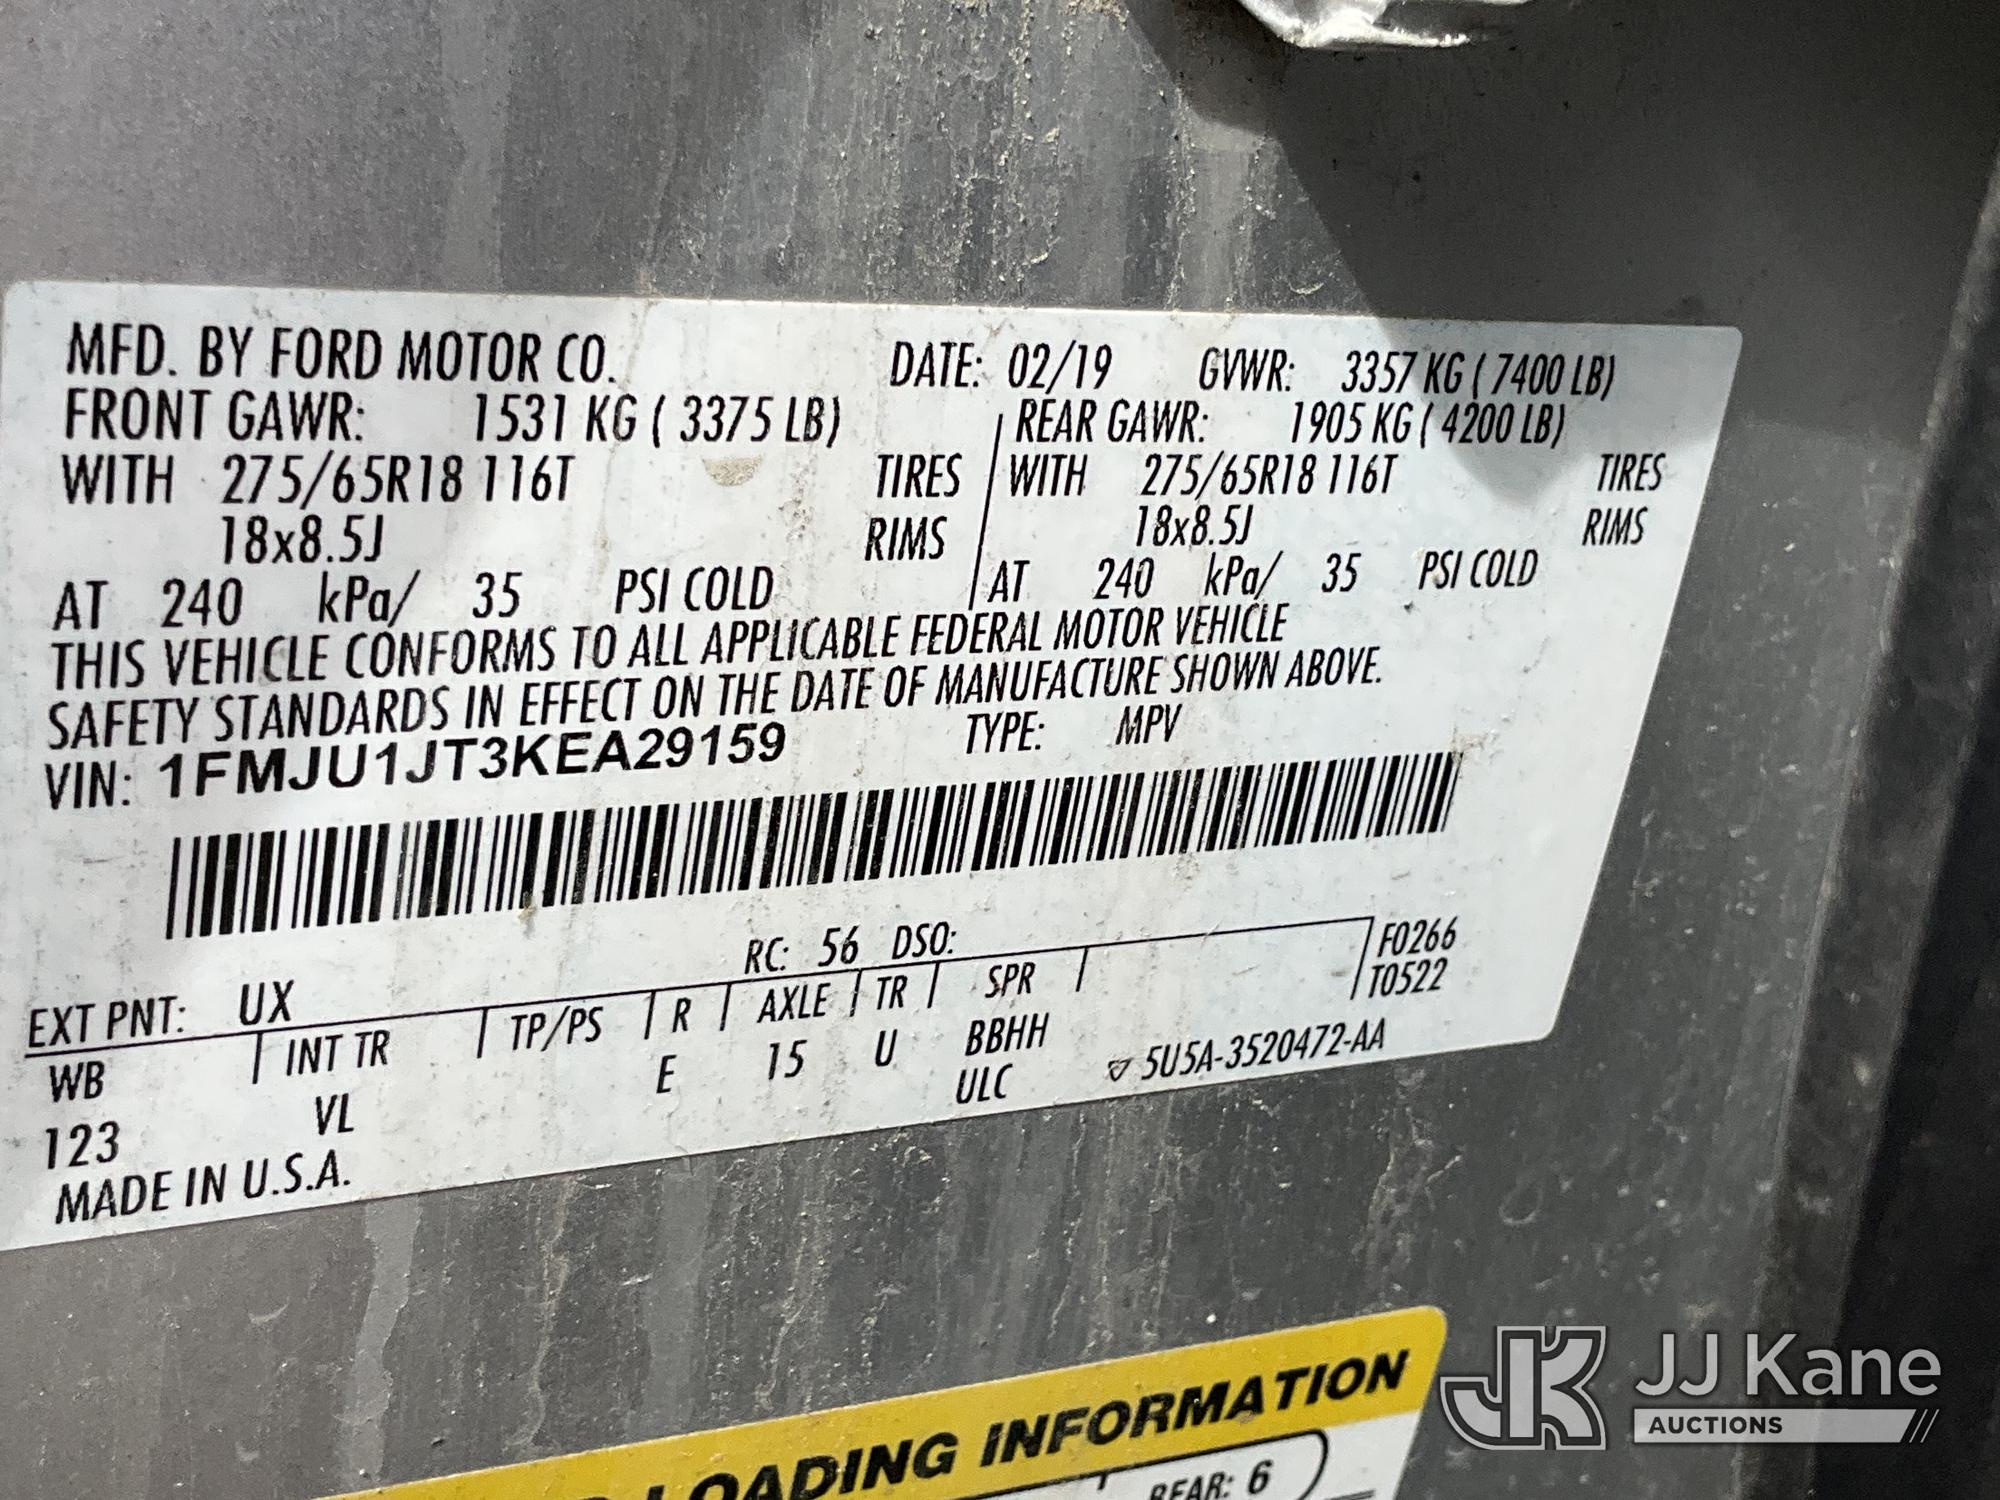 MFD. BY FORD MOTOR CO. DATE: 02/19 GVWR: 3357 KG ( 7400 LB)
FRONT GAWR: 1531 KG ( 3375 LB) REAR GAWR: 1905 KG ( 4200 LB)
WITH 275/65R18 116T TIRES WITH 275/65R18 116T TIRES
18x8.5J RIMS 18x8.5J RIMS
AT 240 kPa/ 35 PSI COLD AT 240 kPa/ 35 PSI COLD
THIS VEHICLE CONFORMS TO ALL APPLICABLE FEDERAL MOTOR VEHICLE
SAFETY STANDARDS IN EFFECT ON THE DATE OF MANUFACTURE SHOWN ABOVE.
VIN: 1FMJU1JT3KEA29159 TYPE: MPV
EXT PNT: UX RC: 56 DSO: F0266
WB INT TR TP/PS R AXLE TR SPR T0522
123 VL E 15 U BBHH
ULC 5U5A-3520472-AA
MADE IN U.S.A.
LOADING INFORMATION
REAR: 6
JK JJ Kane
AUCTIONS